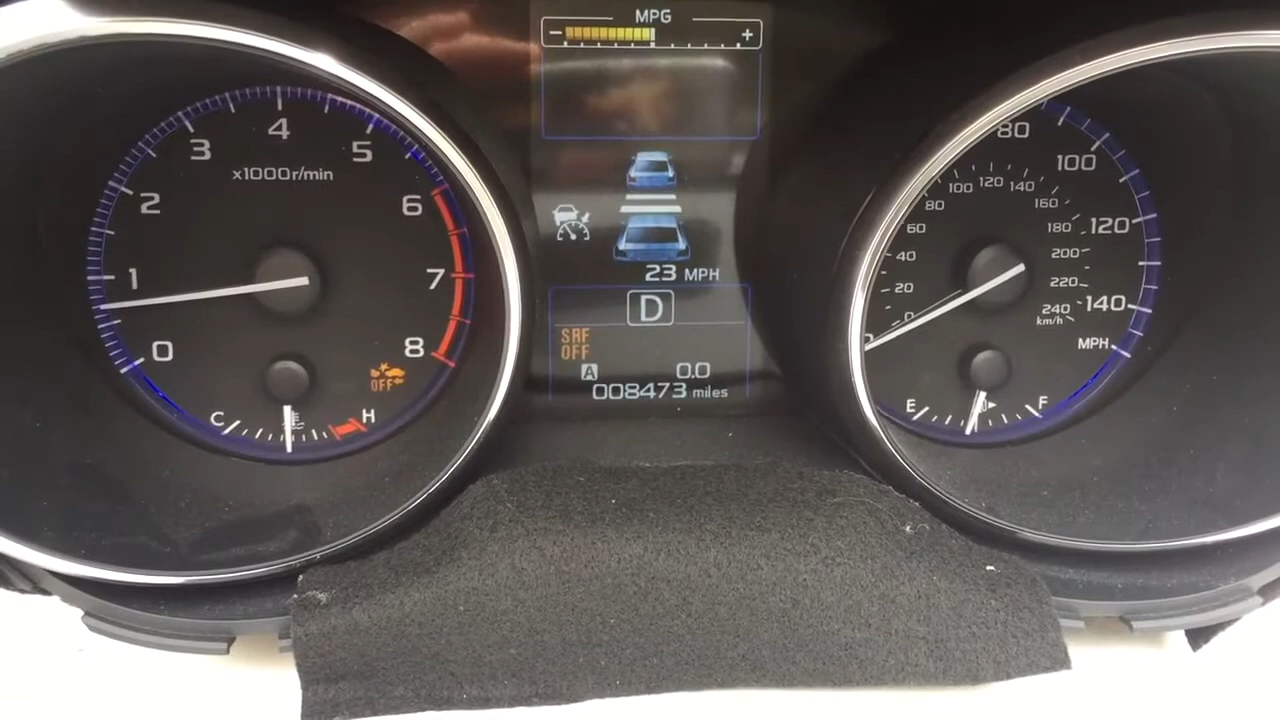 MPG
- +
4
3 5
x1000r/min
2 6
1 7
0 8
OFF
C H
23 MPH
D
SRF
OFF
A 0.0
008473 miles
80
100
120
140
MPH
0
20
40
60
80
100
120
140
160
180
200
220
240
km/h
E F